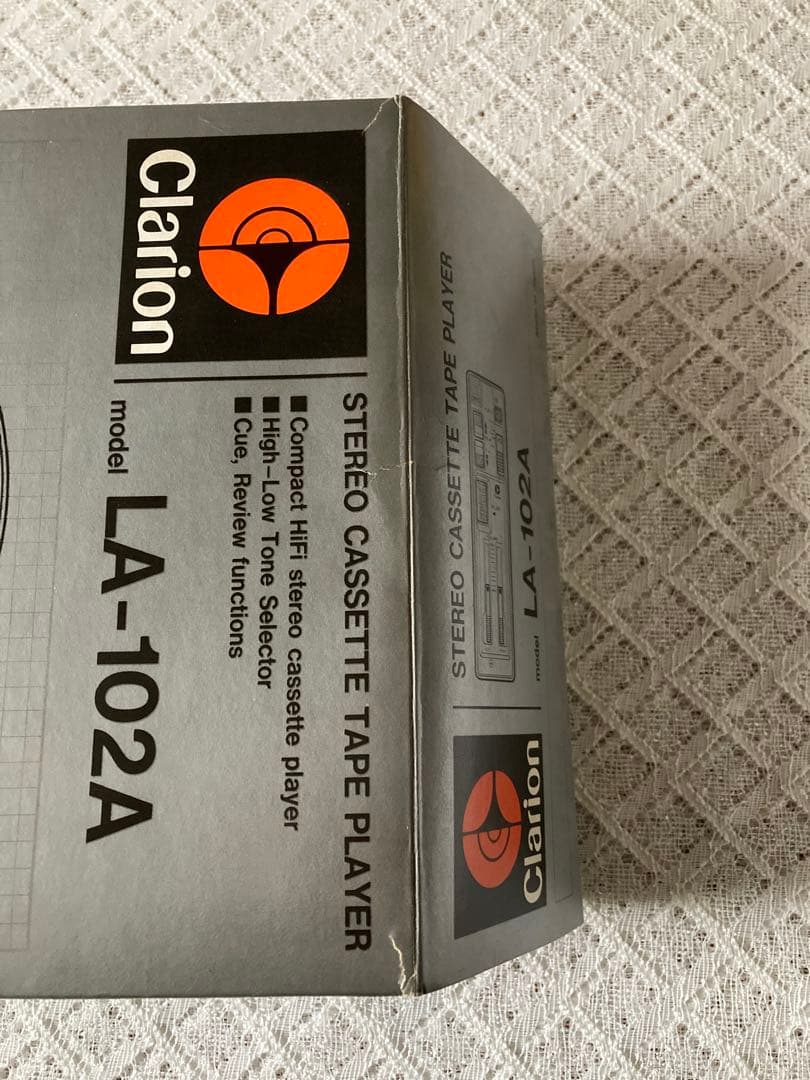 Clarion
STEREO CASSETTE TAPE PLAYER
■Compact HiFi stereo cassette player
■High-Low Tone Selector
■Cue, Review functions
model LA-102A
STEREO CASSETTE TAPE PLAYER
model LA-102A
Clarion